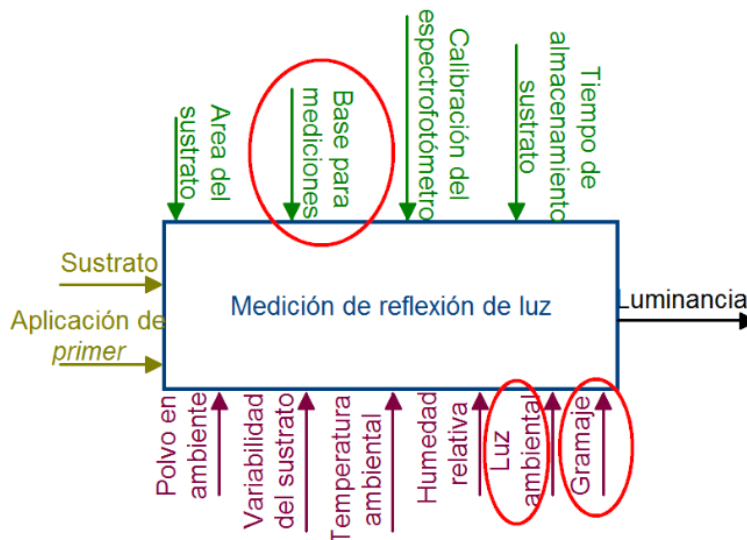 Area del
sustrato
Base para
mediciones
Calibración del
espectrofotómetro
Tiempo de
almacenamiento
sustrato
Sustrato
Aplicación de
primer
Medición de reflexión de luz
Luminancia
Polvo en
ambiente
Variabilidad
del sustrato
Temperatura
ambiental
Humedad
relativa
Luz
ambiental
Gramaje